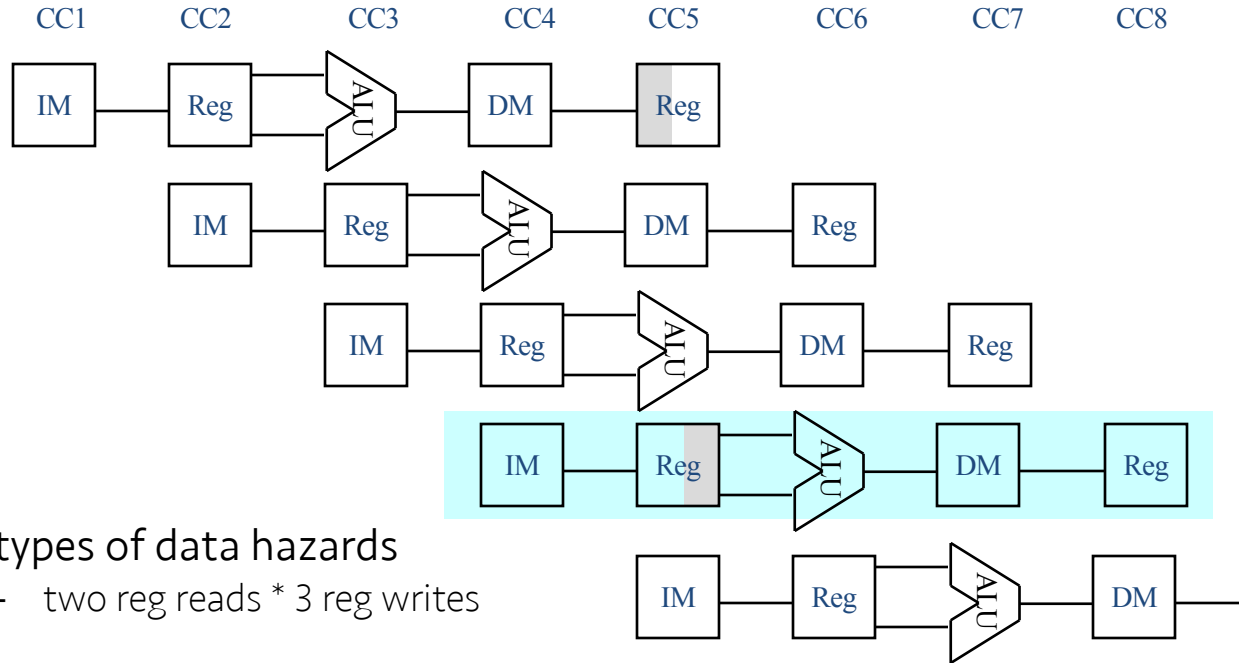 CC1 CC2 CC3 CC4 CC5 CC6 CC7 CC8
IM Reg ALU DM Reg
IM Reg ALU DM Reg
IM Reg ALU DM Reg
IM Reg ALU DM Reg
types of data hazards
IM Reg ALU DM
- two reg reads * 3 reg writes